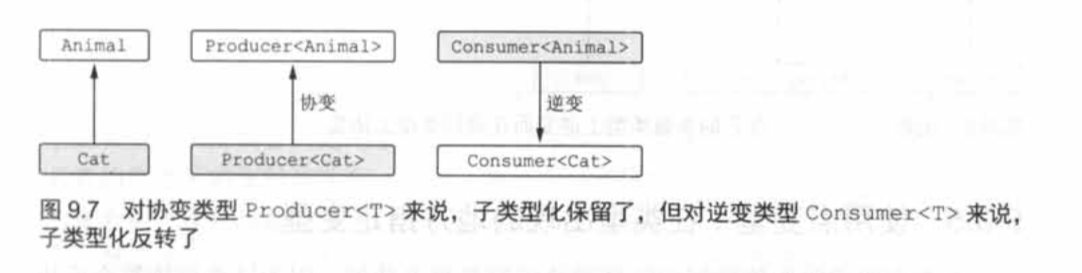 Animal Producer<Animal> Consumer<Animal>
协变 逆变
Cat Producer<Cat> Consumer<Cat>
图 9.7 对协变类型 Producer<T> 来说，子类型化保留了，但对逆变类型 Consumer<T> 来说，
子类型化反转了